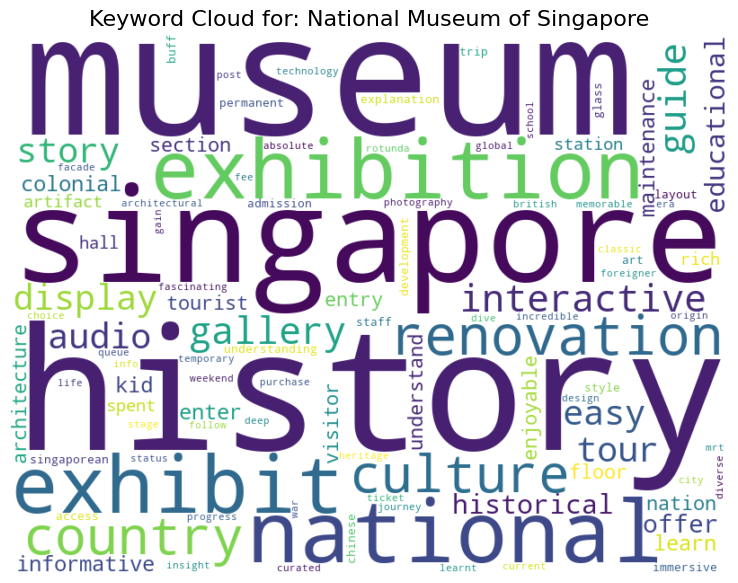 Keyword Cloud for: National Museum of Singapore
museum
buff
post
technology
permanent
explanation
trip
glass
school
maintenance
guide
educational
story
section
absolute
rotunda
global
station
exhibition
facade
fee
colonial
artifact
architectural
admission
photography
british
memorable
layout
era
singapore
gain
hall
development
classic
art
foreigner
rich
fascinating
display
choice
tourist
entry
interactive
incredible
origin
architecture
audio
gallery
staff
dive
renovation
queue
info
temporary
understanding
history
life
kid
weekend
purchase
understand
enjoyable
style
design
spent
enter
visitor
easy
stage
follow
deep
tour
singaporean
status
heritage
floor
mrt
diverse
city
exhibit
culture
ticket
journey
historical
nation
access
progress
war
chinese
country
national
offer
learn
informative
insight
curated
learnt
current
immersive